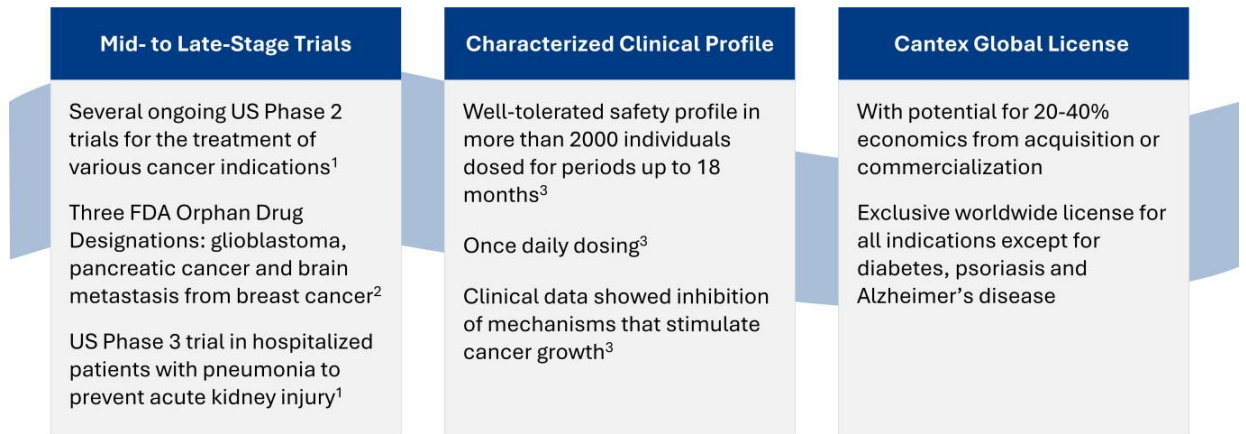 Mid- to Late-Stage Trials
Several ongoing US Phase 2
trials for the treatment of
various cancer indications¹
Three FDA Orphan Drug
Designations: glioblastoma,
pancreatic cancer and brain
metastasis from breast cancer²
US Phase 3 trial in hospitalized
patients with pneumonia to
prevent acute kidney injury¹
Characterized Clinical Profile
Well-tolerated safety profile in
more than 2000 individuals
dosed for periods up to 18
months³
Once daily dosing³
Clinical data showed inhibition
of mechanisms that stimulate
cancer growth³
Cantex Global License
With potential for 20-40%
economics from acquisition or
commercialization
Exclusive worldwide license for
all indications except for
diabetes, psoriasis and
Alzheimer’s disease